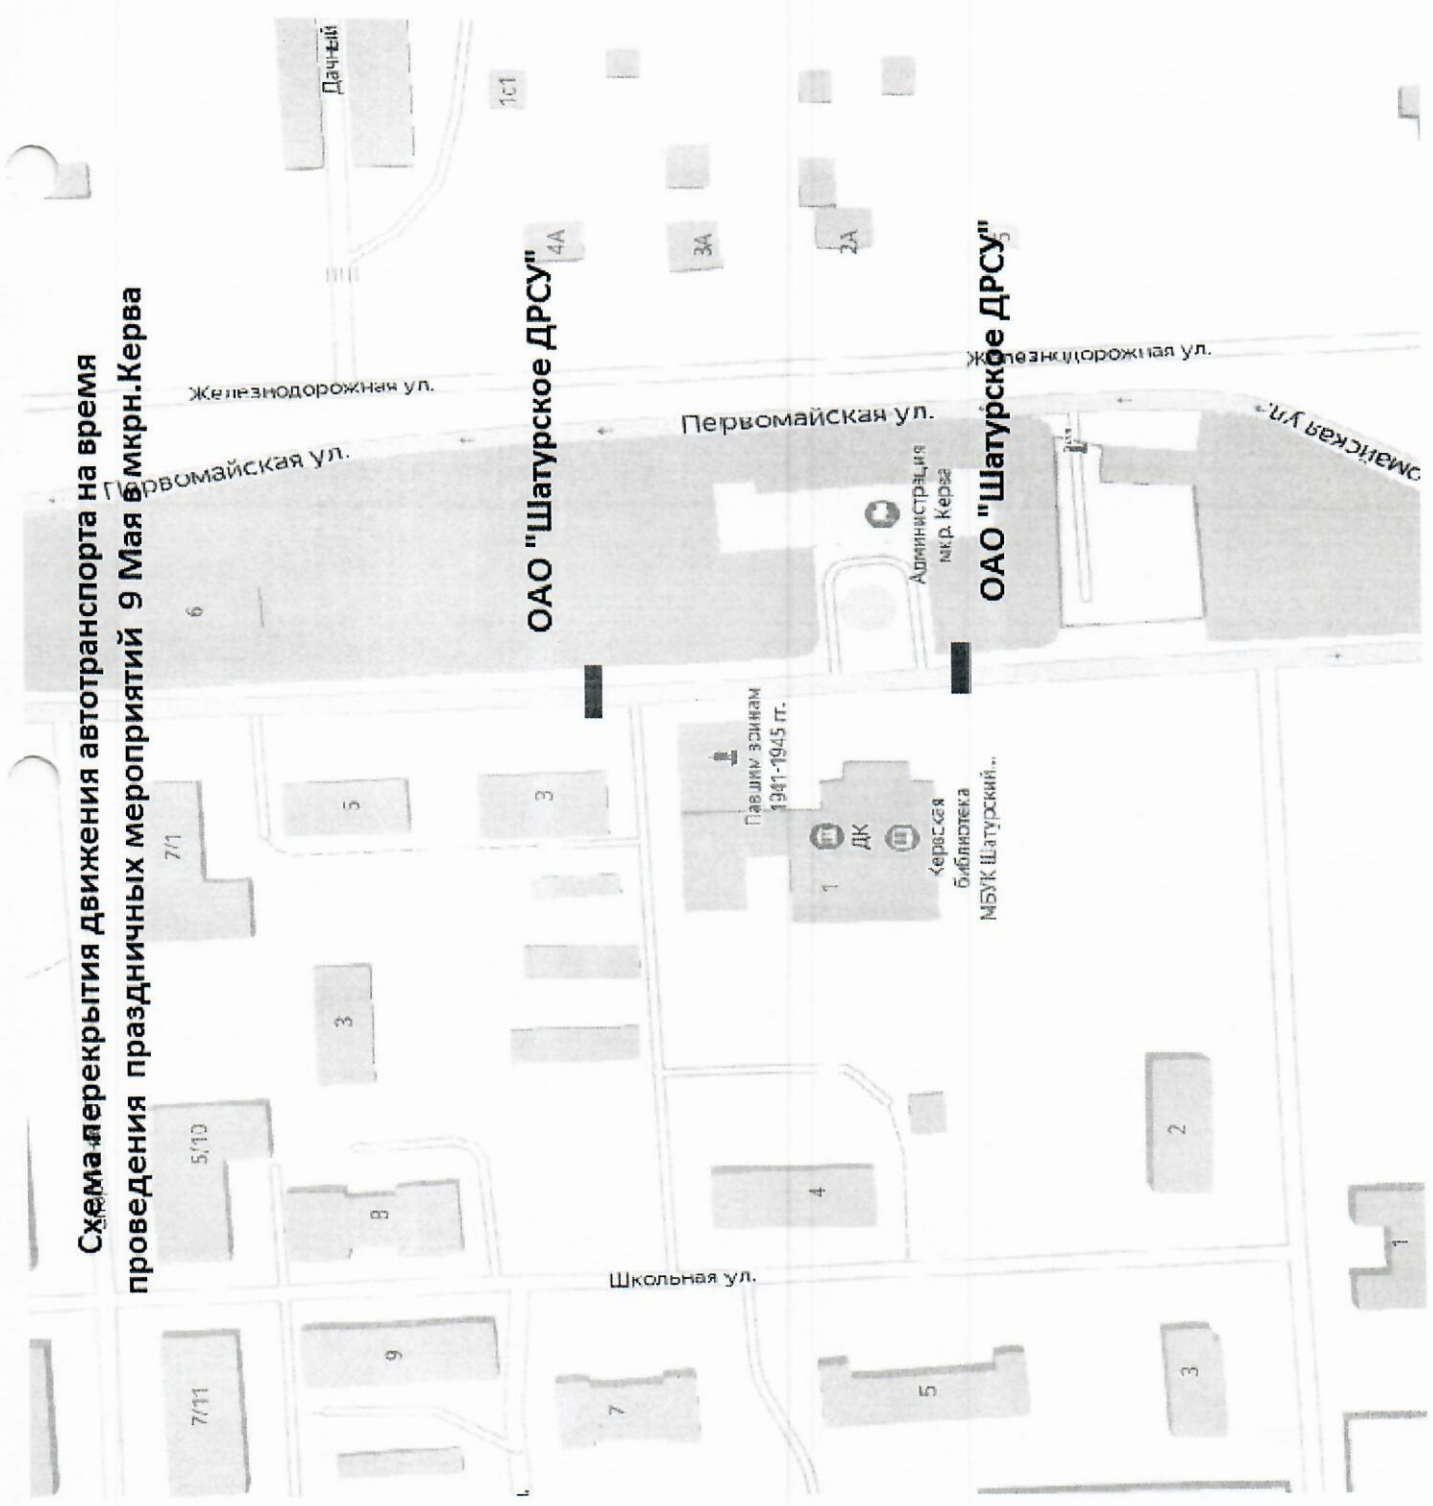 Схема перекрытия движения автотранспорта на время
проведения праздничных мероприятий 9 Мая в мкрн.Керва
Дачный
1с1
4А
3А
2А
ОАО "Шатурское ДРСУ"
ОАО "Шатурское ДРСУ"
Железнодорожная ул.
Железнодорожная ул.
Первомайская ул.
Первомайская ул.
омайская ул.
6
Администрация
мкр. Керва
Павшим воинам
1941-1945 гг.
ДК
1
Кервская
библиотека
МБУК Шатурский...
7/1
5
3
3
5/10
8
4
2
1
Школьная ул.
7/11
9
7
5
3